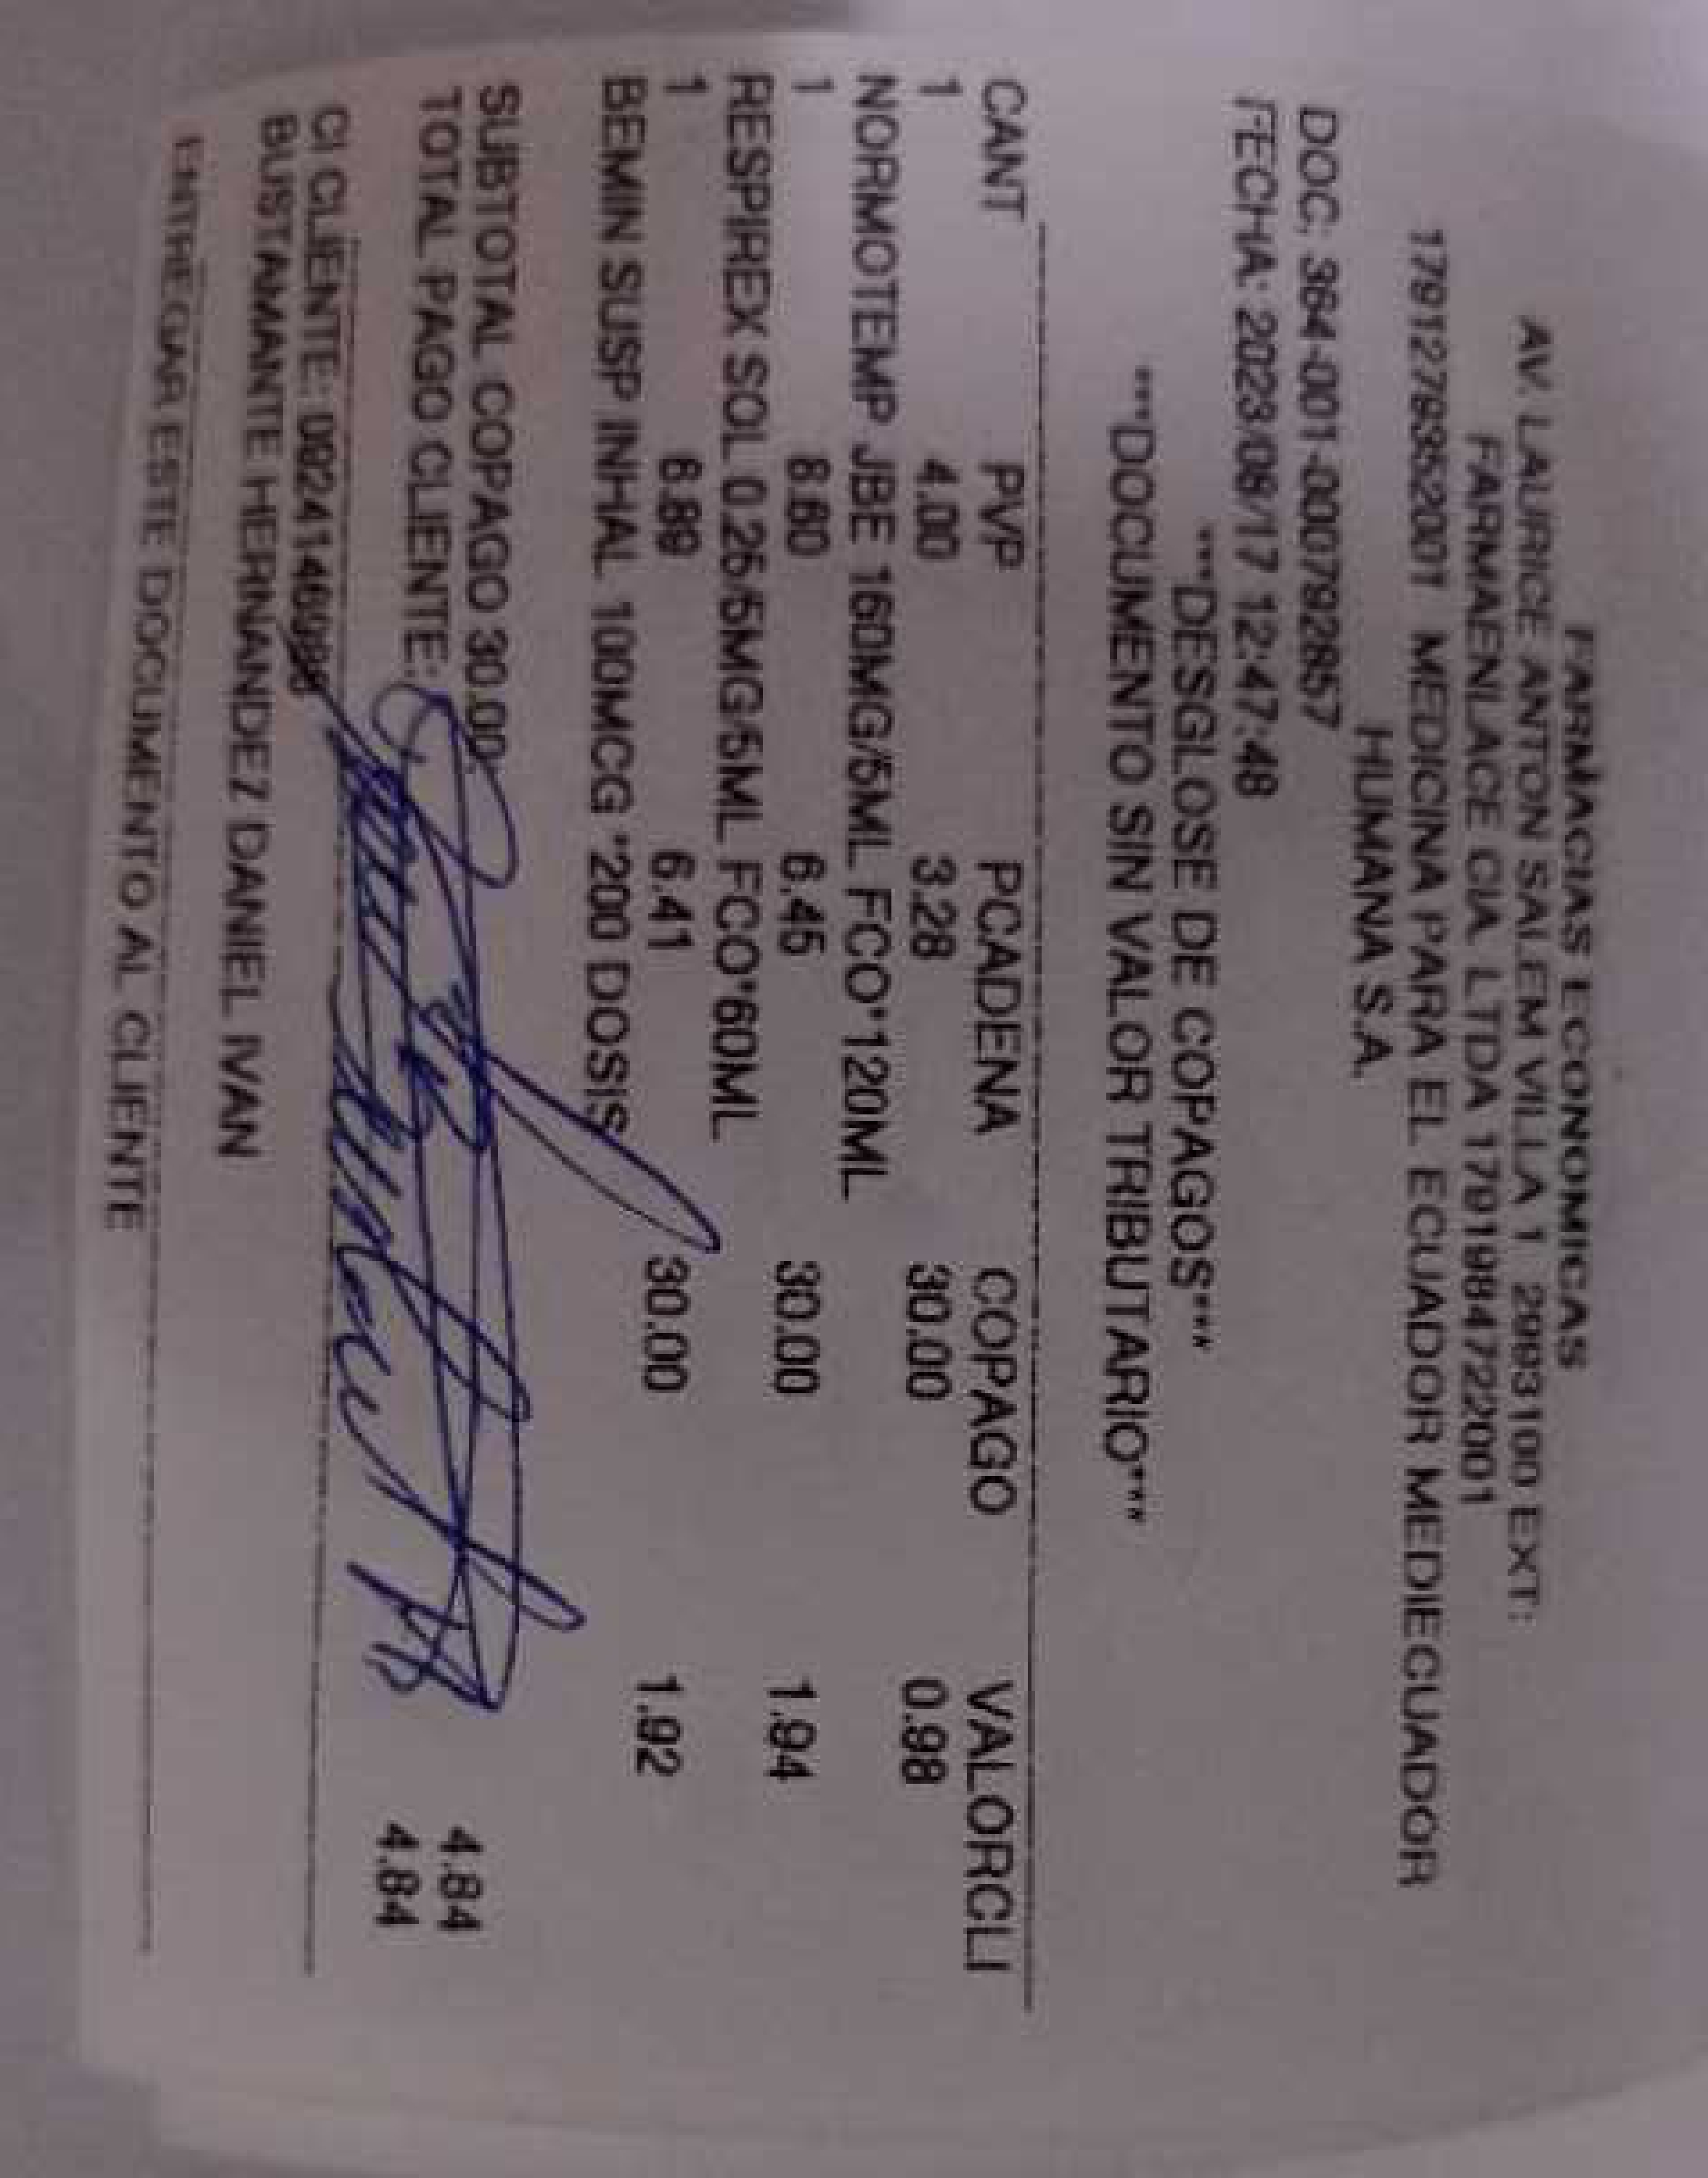 FARMACIAS ECONOMICAS
AV. LAURICE ANTON SALEM VILLA 1 2993100 EXT:
FARMAENLACE CIA. LTDA 1791984722001
1791279352001 MEDICINA PARA EL ECUADOR MEDIECUADOR
HUMANA S.A.
DOC: 364-001-000792857
FECHA: 2023/08/17 12:47:48
***DESGLOSE DE COPAGOS***
***DOCUMENTO SIN VALOR TRIBUTARIO***
CANT PVP PCADENA COPAGO VALORCLI
1 4.00 3.28 30.00 0.98
NORMOTEMP JBE 160MG/5ML FCO*120ML
1 8.60 6.45 30.00 1.94
RESPIREX SOL 0.25/5MG/5ML FCO*60ML
1 6.89 6.41 30.00 1.92
BEMIN SUSP INHAL 100MCG *200 DOSIS
SUBTOTAL COPAGO 30.00: 4.84
TOTAL PAGO CLIENTE: 4.84
CI CLIENTE:
BUSTAMANTE HERNANDEZ DANIEL IVAN
ENTREGAR ESTE DOCUMENTO AL CLIENTE